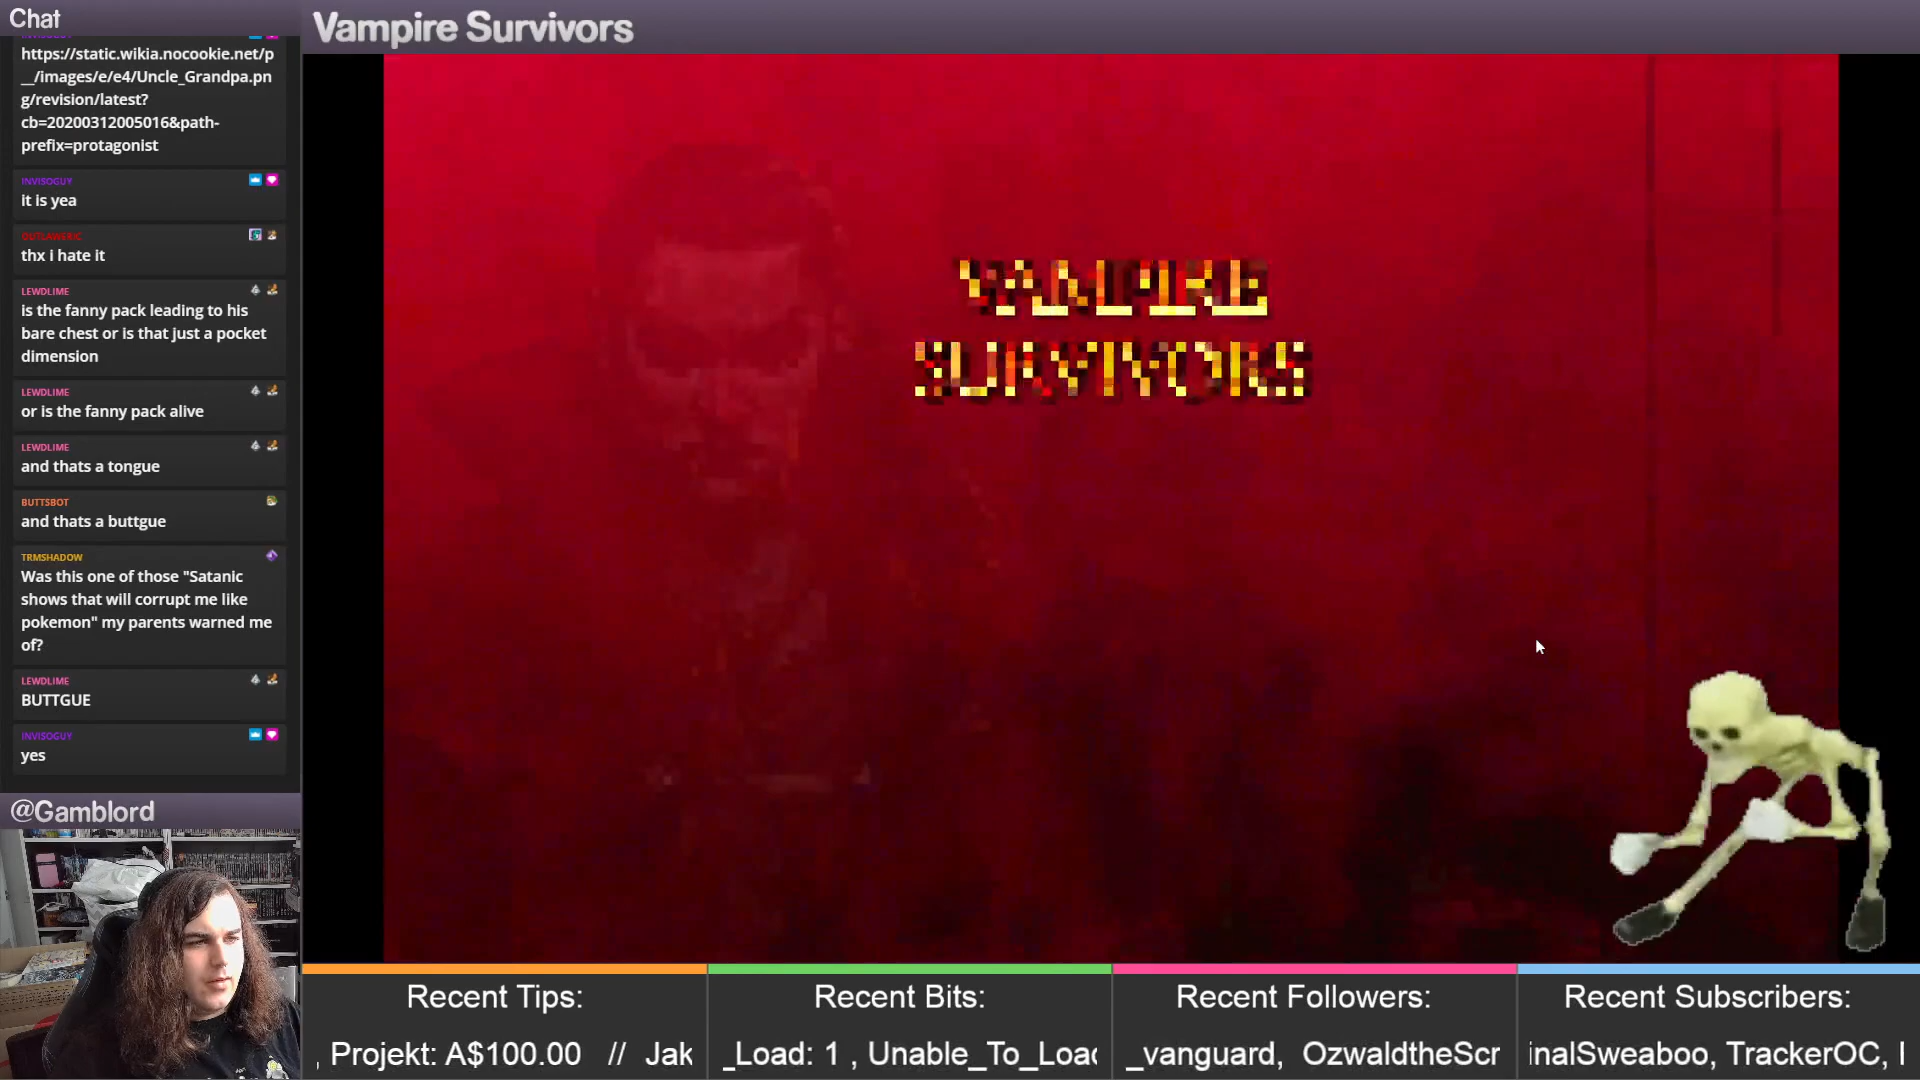 Chat
Vampire Survivors
INVISOGUY
https://static.wikia.nocookie.net/p
__/images/e/e4/Uncle_Grandpa.pn
g/revision/latest?
cb=20200312005016&path-
prefix=protagonist
INVISOGUY
it is yea
OUTLAWERIC
thx i hate it
LEWDLIME
is the fanny pack leading to his
bare chest or is that just a pocket
dimension
LEWDLIME
or is the fanny pack alive
LEWDLIME
and thats a tongue
BUTTSBOT
and thats a buttgue
TRMSHADOW
Was this one of those "Satanic
shows that will corrupt me like
pokemon" my parents warned me
of?
LEWDLIME
BUTTGUE
INVISOGUY
yes
@Gamblord
VAMPIRE
SURVIVORS
Recent Tips:
, Projekt: A$100.00 // Jak
Recent Bits:
_Load: 1 , Unable_To_Load
Recent Followers:
_vanguard, OzwaldtheScr
Recent Subscribers:
inalSweaboo, TrackerOC,